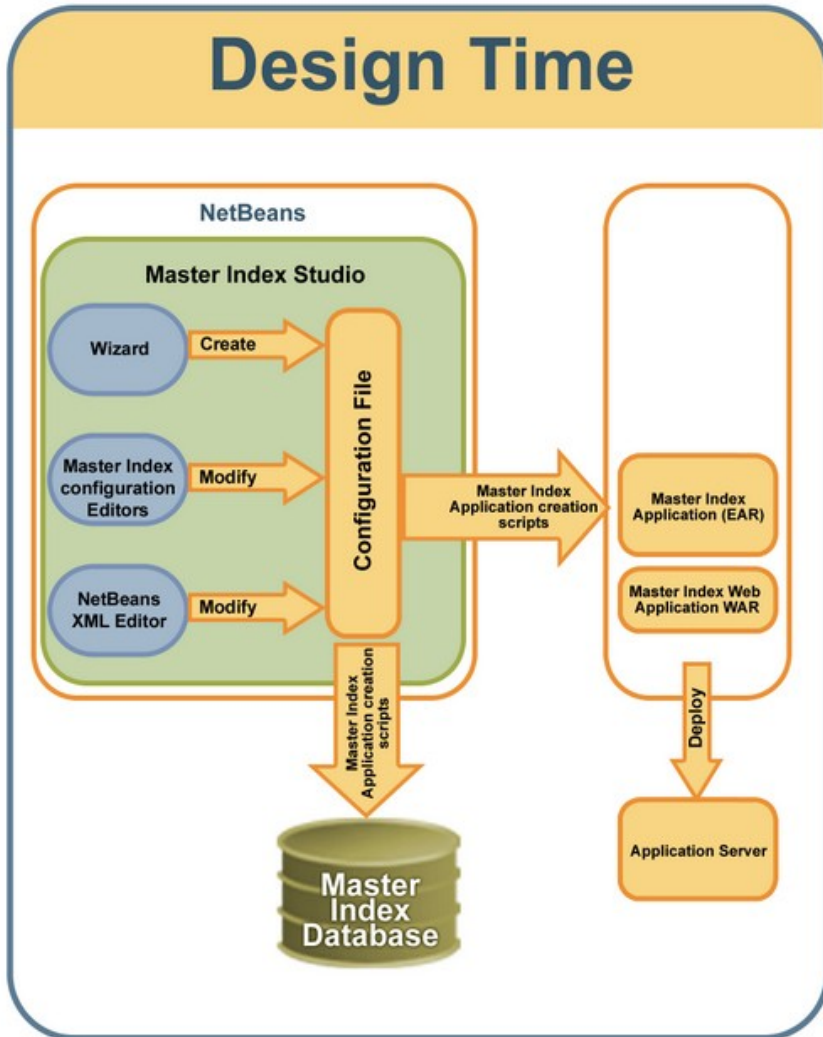 Design Time
NetBeans
Master Index Studio
Wizard
Create
Master Index
configuration
Editors
Modify
NetBeans
XML Editor
Modify
Configuration File
Master Index
Application creation
scripts
Master Index
Application (EAR)
Master Index Web
Application WAR
Master Index
Application creation
scripts
Deploy
Application Server
Master
Index
Database